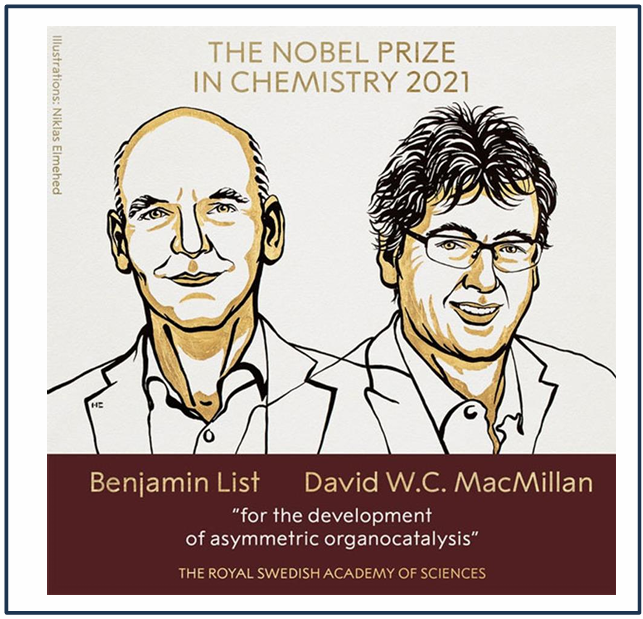 THE NOBEL PRIZE
IN CHEMISTRY 2021
Illustrations: Niklas Elmehed
Benjamin List
David W.C. MacMillan
“for the development
of asymmetric organocatalysis”
THE ROYAL SWEDISH ACADEMY OF SCIENCES